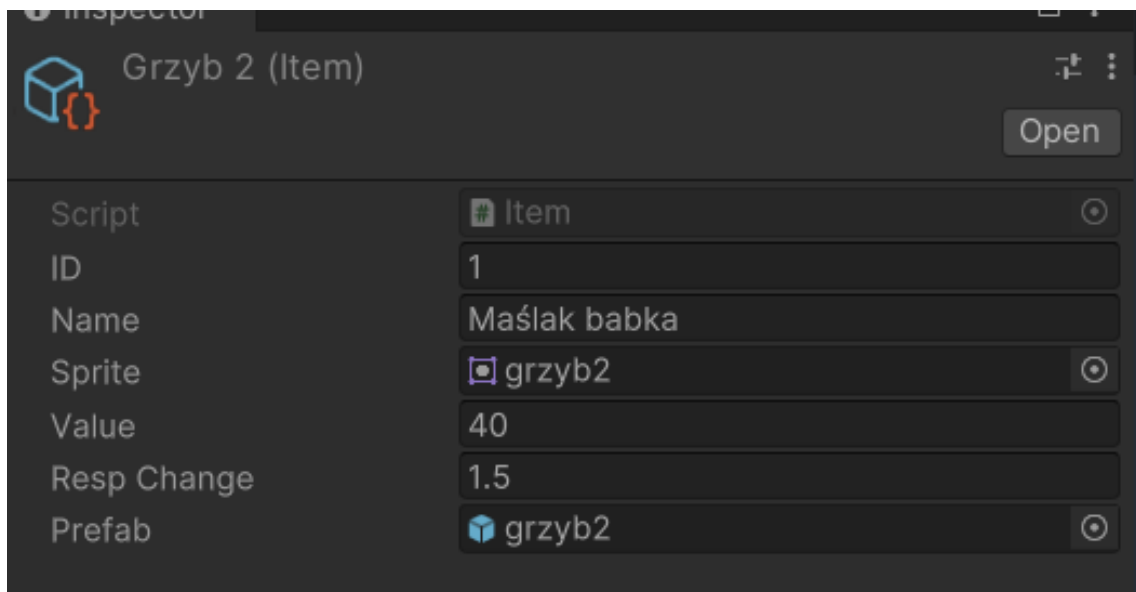 Inspector
Grzyb 2 (Item)
Open
Script # Item
ID 1
Name Maślak babka
Sprite grzyb2
Value 40
Resp Change 1.5
Prefab grzyb2